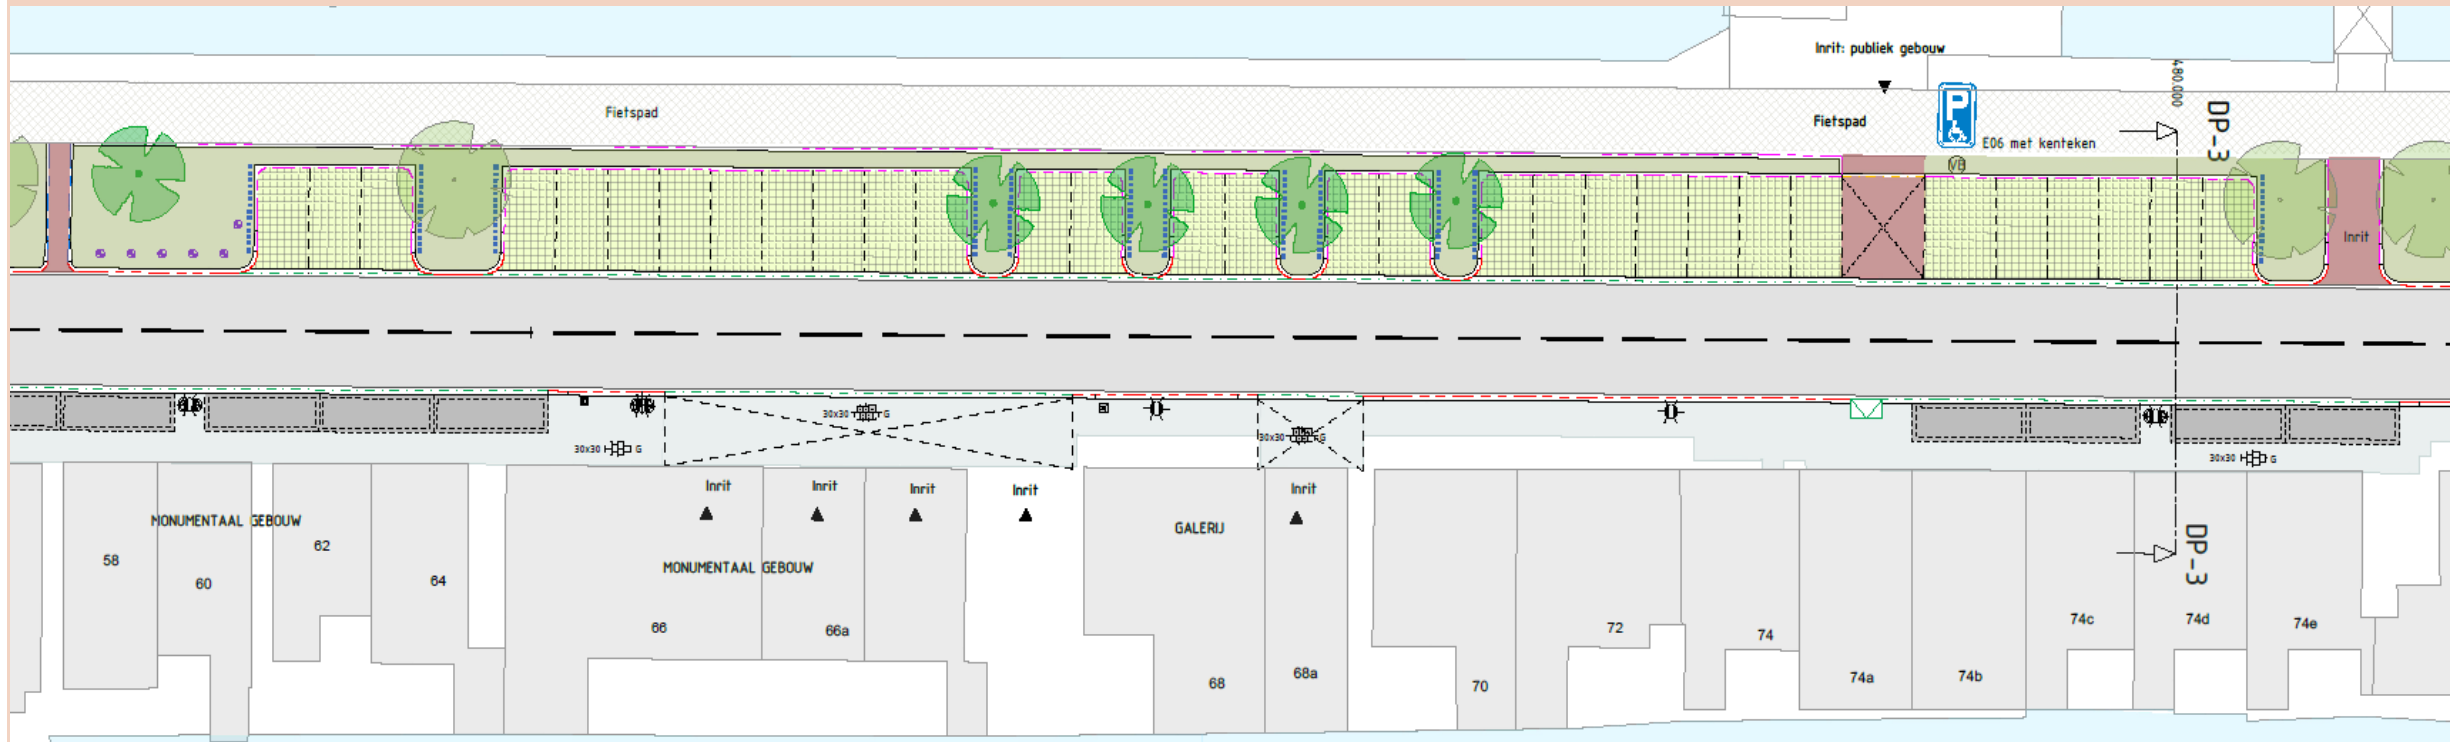 Inrit: publiek gebouw
480.000
Fietspad
Fietspad
P
E06 met kenteken
DP-3
VB
Inrit
30x30 G
30x30 G
30x30 G
30x30 G
Inrit
Inrit
Inrit
Inrit
Inrit
MONUMENTAAL GEBOUW
GALERIJ
DP-3
58
60
62
64
MONUMENTAAL GEBOUW
66
66a
68
68a
70
72
74
74a
74b
74c
74d
74e